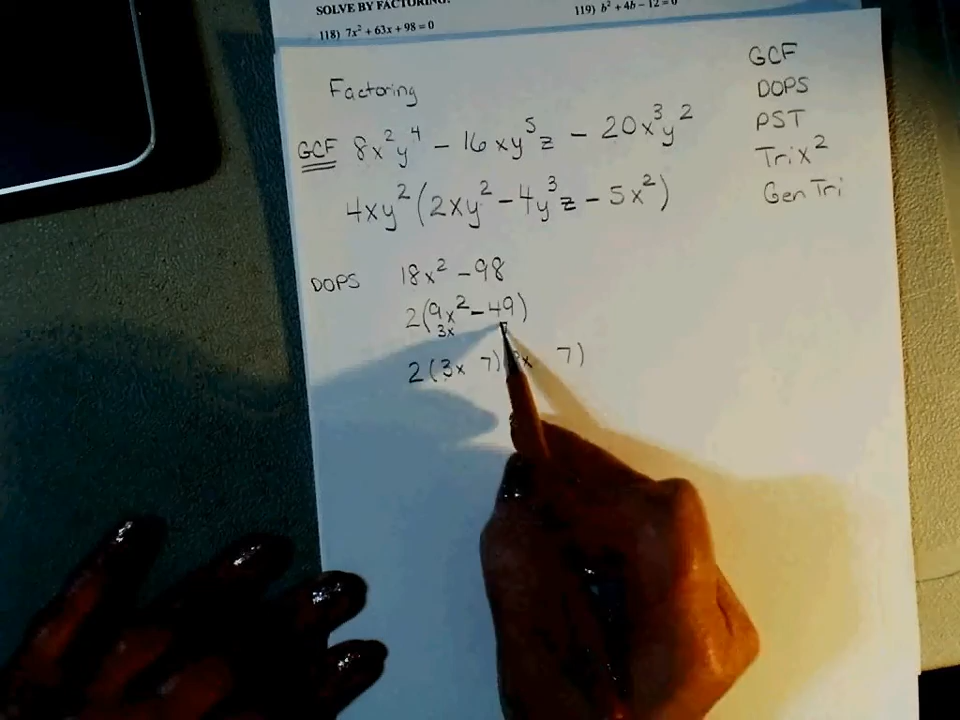 SOLVE BY FACTORING:
118) 7x² + 63x + 98 = 0
119) b² + 4b − 12 = 0
Factoring
GCF 8x²y⁴ − 16xy⁵z − 20x³y²
4xy²(2xy² − 4y³z − 5x²)
DOPS 18x² − 98
2(9x² − 49)
3x
2(3x 7)( x 7)
GCF
DOPS
PST
Tri x²
Gen Tri